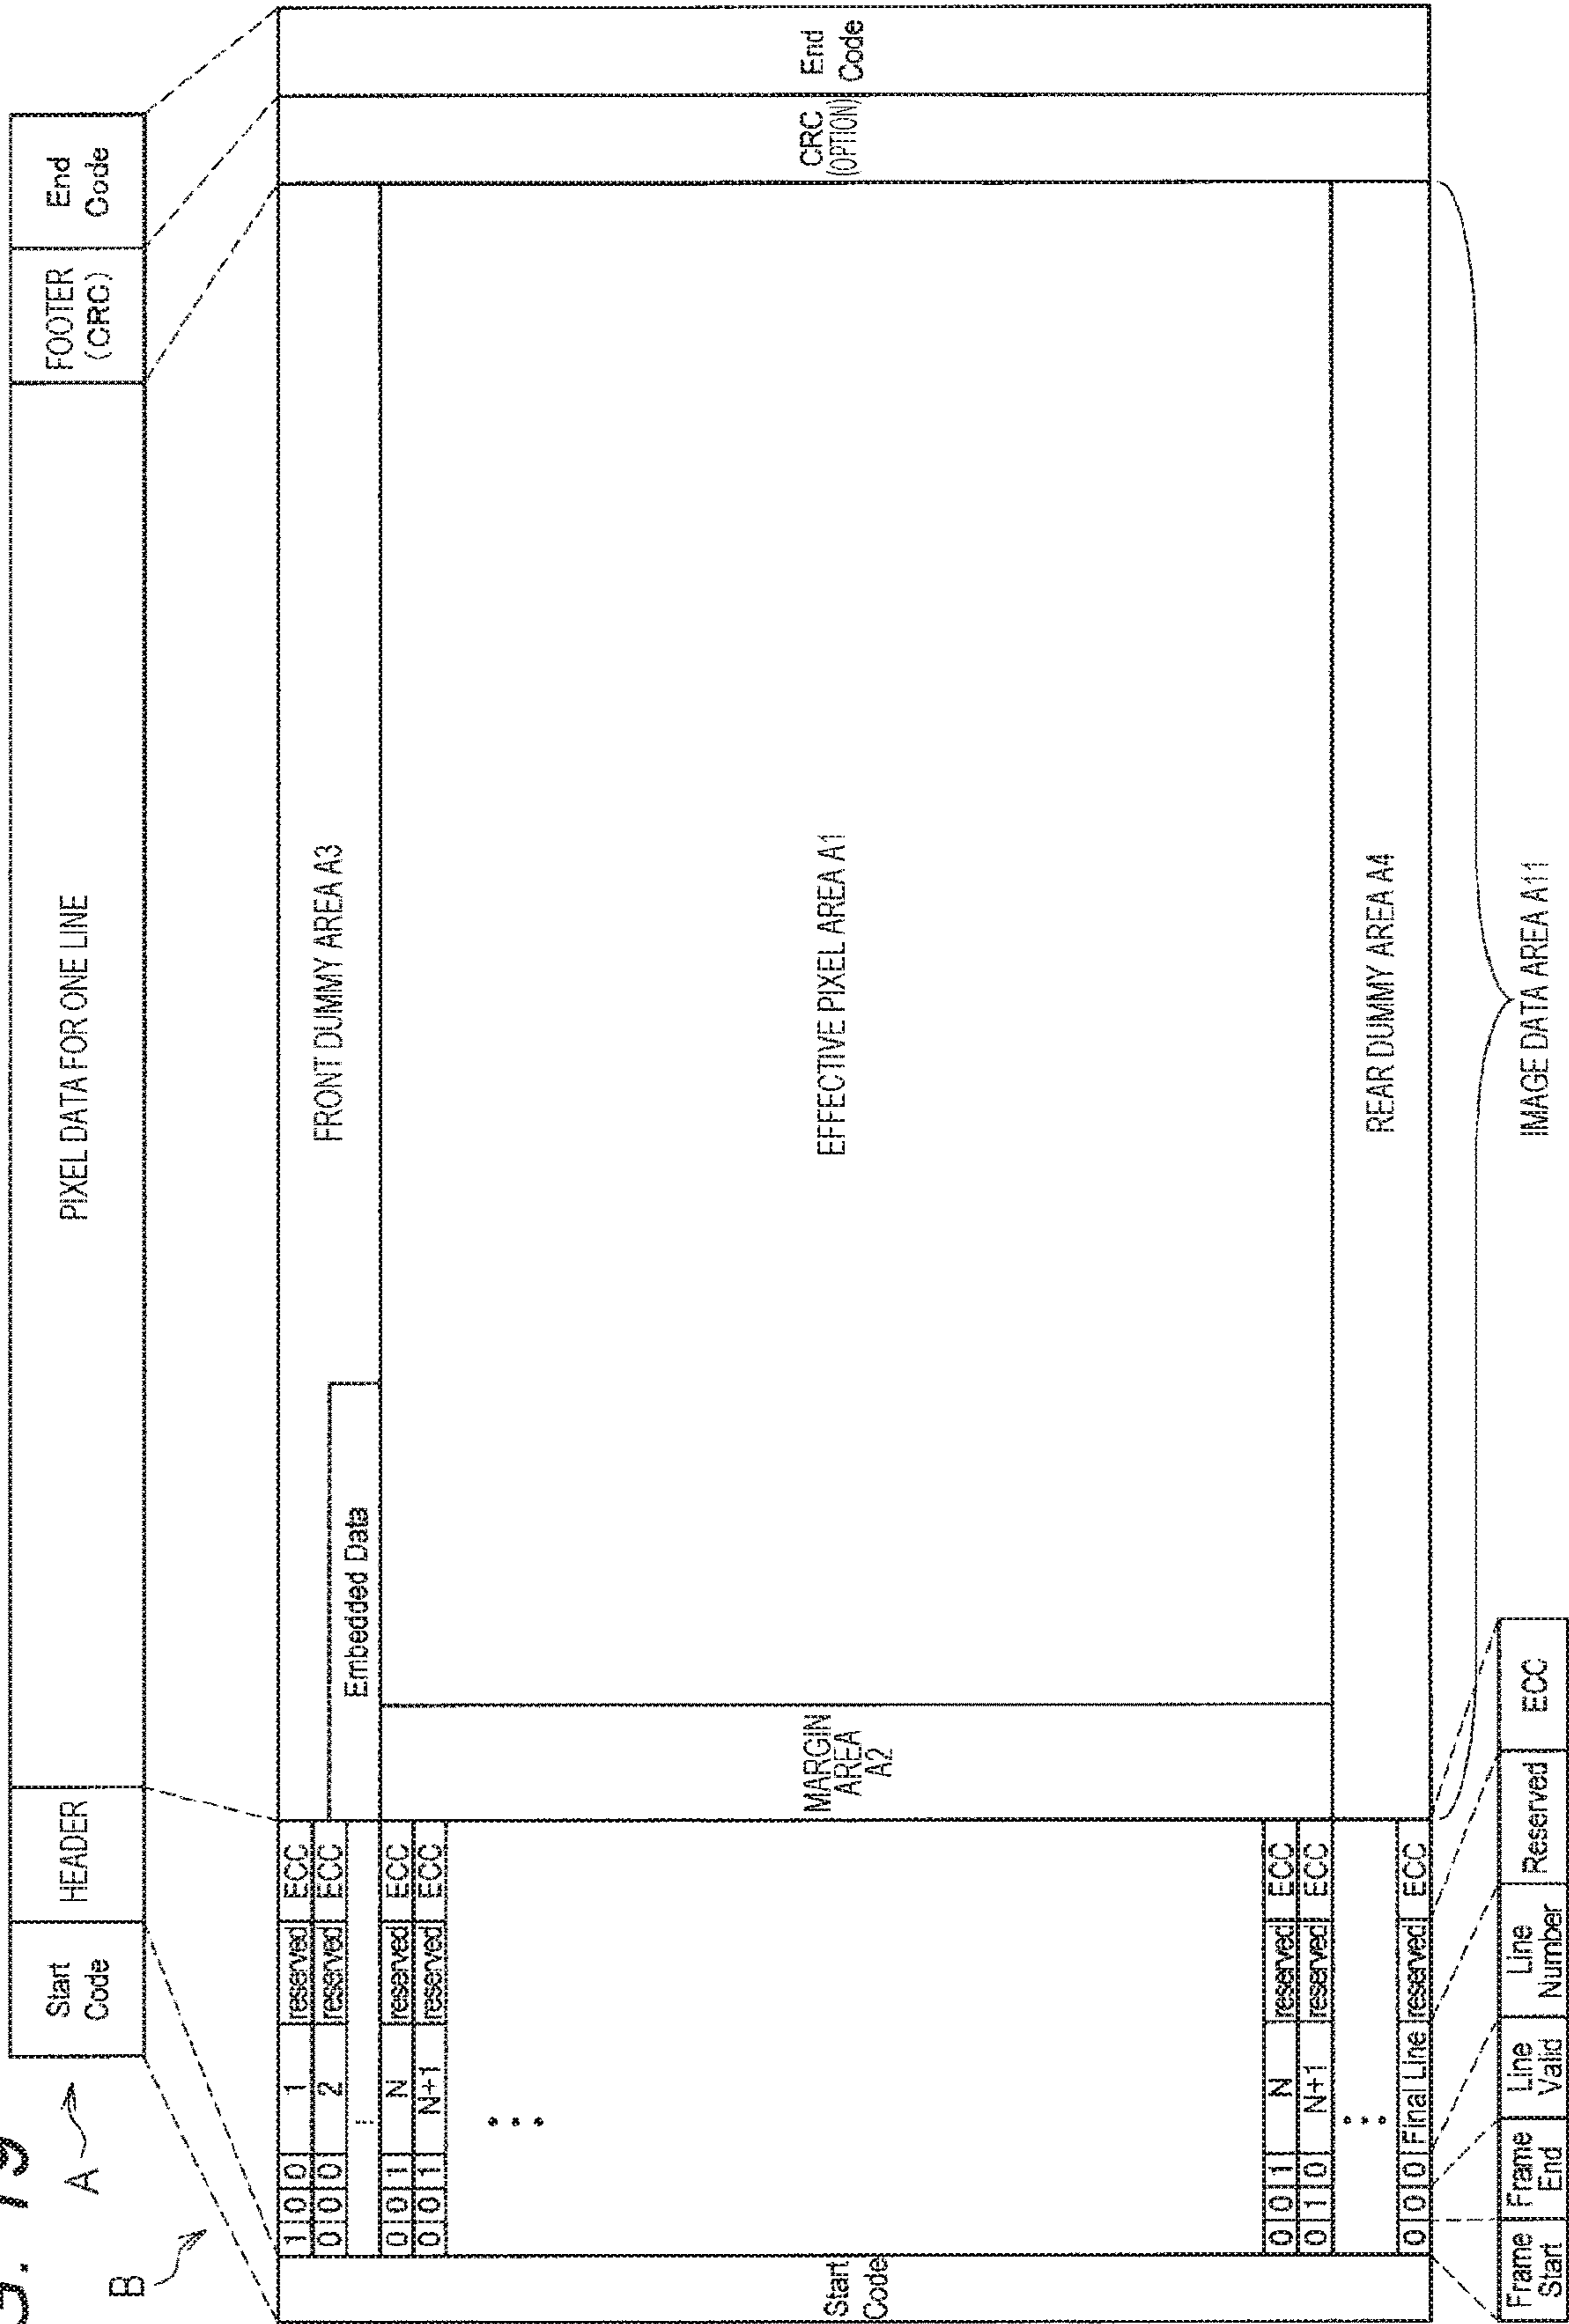 G. 19
A
B
Start
Code
HEADER
PIXEL DATA FOR ONE LINE
FOOTER
(CRC)
End
Code
Start
Code
1 0 0 1 reserved ECC
0 0 0 2 reserved ECC
0 0 1 N reserved ECC
0 0 1 N+1 reserved ECC
0 0 1 N reserved ECC
0 1 0 N+1 reserved ECC
0 0 0 Final Line reserved ECC
FRONT DUMMY AREA A3
Embedded Data
MARGIN
AREA
A2
EFFECTIVE PIXEL AREA A1
REAR DUMMY AREA A4
CRC
(OPTION)
End
Code
IMAGE DATA AREA A11
Frame
Start
Frame
End
Line
Valid
Line
Number
Reserved
ECC